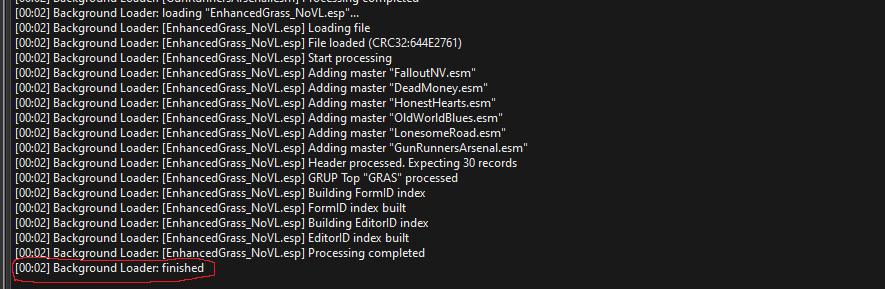 [00:02] Background Loader: [GunRunnersArsenal.esm] Processing completed
[00:02] Background Loader: loading "EnhancedGrass_NoVL.esp"...
[00:02] Background Loader: [EnhancedGrass_NoVL.esp] Loading file
[00:02] Background Loader: [EnhancedGrass_NoVL.esp] File loaded (CRC32:644E2761)
[00:02] Background Loader: [EnhancedGrass_NoVL.esp] Start processing
[00:02] Background Loader: [EnhancedGrass_NoVL.esp] Adding master "FalloutNV.esm"
[00:02] Background Loader: [EnhancedGrass_NoVL.esp] Adding master "DeadMoney.esm"
[00:02] Background Loader: [EnhancedGrass_NoVL.esp] Adding master "HonestHearts.esm"
[00:02] Background Loader: [EnhancedGrass_NoVL.esp] Adding master "OldWorldBlues.esm"
[00:02] Background Loader: [EnhancedGrass_NoVL.esp] Adding master "LonesomeRoad.esm"
[00:02] Background Loader: [EnhancedGrass_NoVL.esp] Adding master "GunRunnersArsenal.esm"
[00:02] Background Loader: [EnhancedGrass_NoVL.esp] Header processed. Expecting 30 records
[00:02] Background Loader: [EnhancedGrass_NoVL.esp] GRUP Top "GRAS" processed
[00:02] Background Loader: [EnhancedGrass_NoVL.esp] Building FormID index
[00:02] Background Loader: [EnhancedGrass_NoVL.esp] FormID index built
[00:02] Background Loader: [EnhancedGrass_NoVL.esp] Building EditorID index
[00:02] Background Loader: [EnhancedGrass_NoVL.esp] EditorID index built
[00:02] Background Loader: [EnhancedGrass_NoVL.esp] Processing completed
[00:02] Background Loader: finished